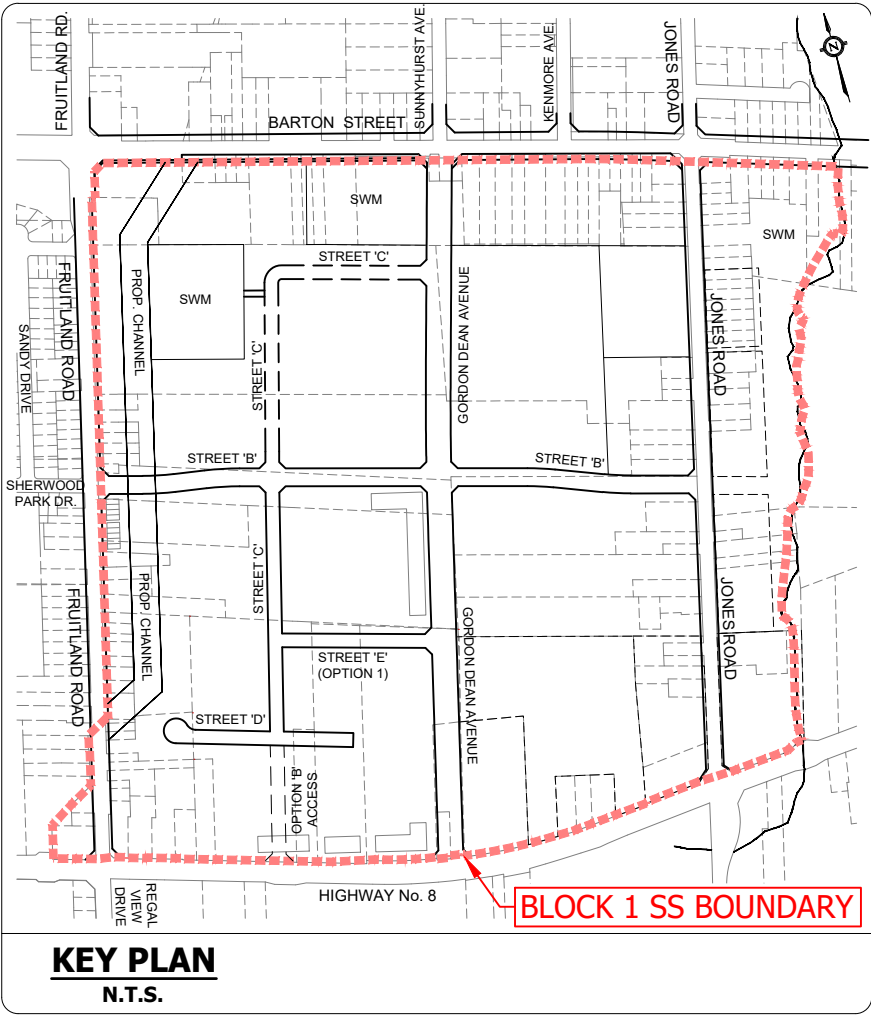 FRUITLAND RD.
SUNNYHURST AVE.
KENMORE AVE.
JONES ROAD
N
BARTON STREET
SWM
SWM
STREET 'C'
FRUITLAND ROAD
PROP. CHANNEL
SWM
GORDON DEAN AVENUE
JONES ROAD
SANDY DRIVE
STREET 'C'
STREET 'B'
STREET 'B'
SHERWOOD
PARK DR.
STREET 'C'
PROP. CHANNEL
FRUITLAND ROAD
JONES ROAD
GORDON DEAN AVENUE
STREET 'E'
(OPTION 1)
STREET 'D'
OPTION 'B'
ACCESS
REGAL
VIEW
DRIVE
HIGHWAY No. 8
BLOCK 1 SS BOUNDARY
KEY PLAN
N.T.S.